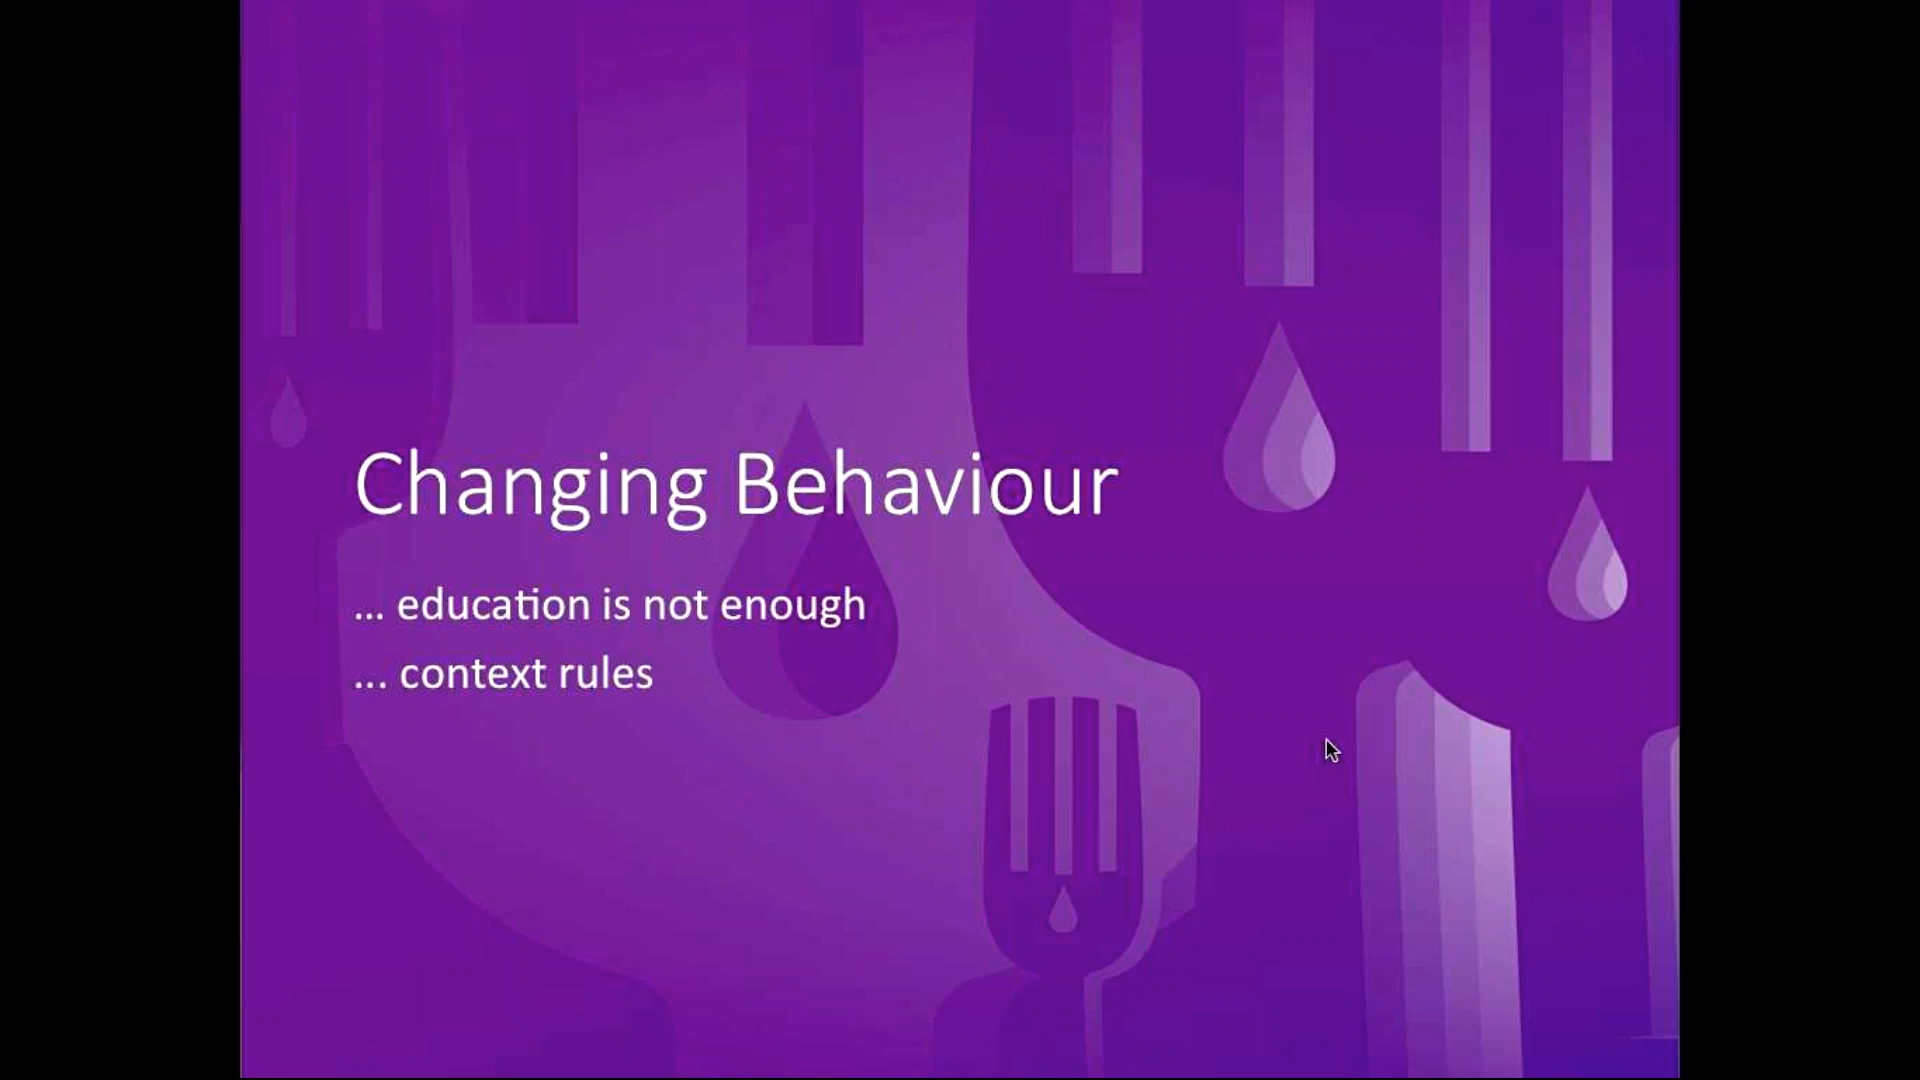 Changing Behaviour
... education is not enough
... context rules